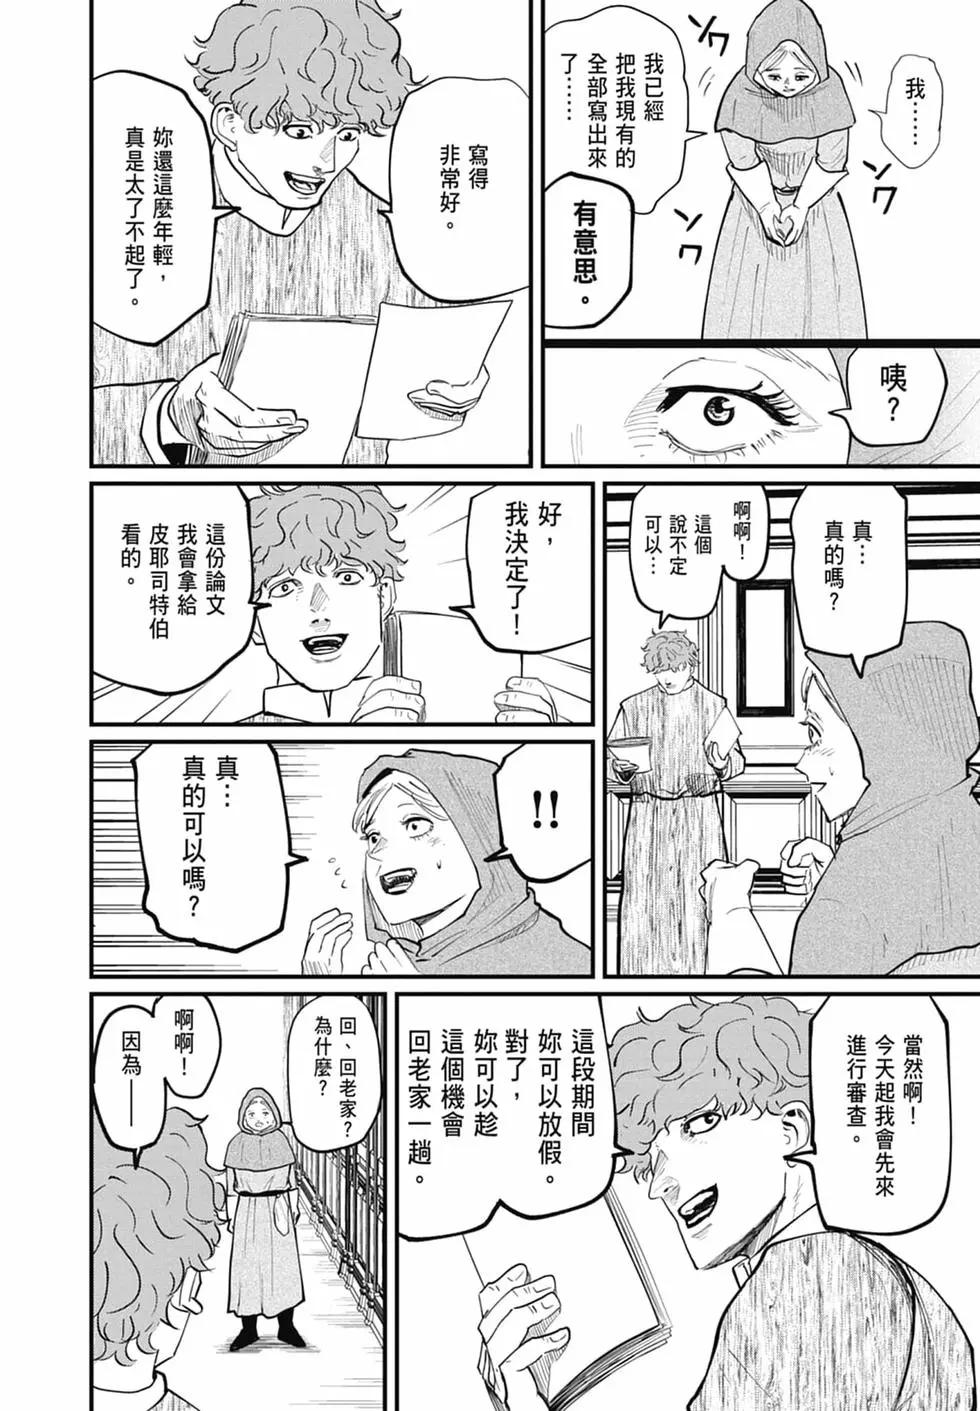 我……
ソワ
ソワ
ソワ
我已經
把我現有的
全部寫出來
了……
有意思。
咦？
寫得
非常好。
妳還這麼年輕，
真是太了不起了。
真…
真的嗎？
啊啊！
這個
說不定
可以…
好，
我決定了！
這份論文
我會拿給
皮耶司特伯
看的。
!!
真…
真的可以嗎？
當然啊！
今天起我會先來
進行審查。
這段期間
妳可以放假。
對了，
妳可以趁
這個機會
回老家一趟。
回、回老家？
為什麼？
啊啊！
因為——